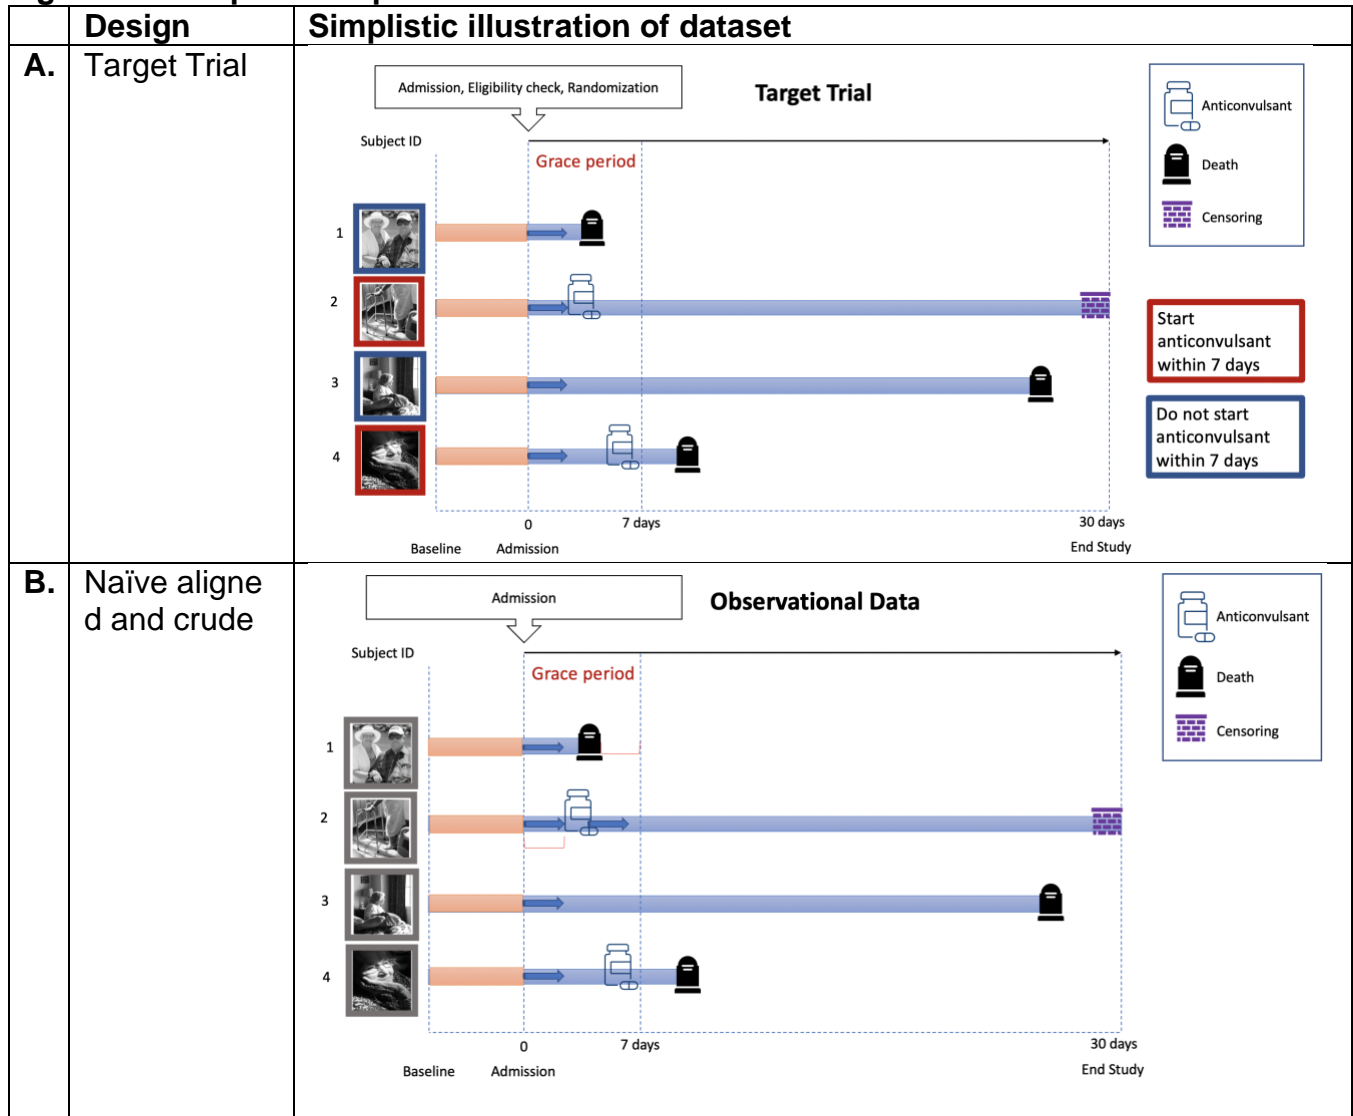 Design
Simplistic illustration of dataset
A.
Target Trial
Admission, Eligibility check, Randomization
Target Trial
Subject ID
Grace period
1
2
3
4
0
7 days
30 days
Baseline
Admission
End Study
Anticonvulsant
Death
Censoring
Start
anticonvulsant
within 7 days
Do not start
anticonvulsant
within 7 days
B.
Naïve aligne
d and crude
Admission
Observational Data
Subject ID
Grace period
1
2
3
4
0
7 days
30 days
Baseline
Admission
End Study
Anticonvulsant
Death
Censoring